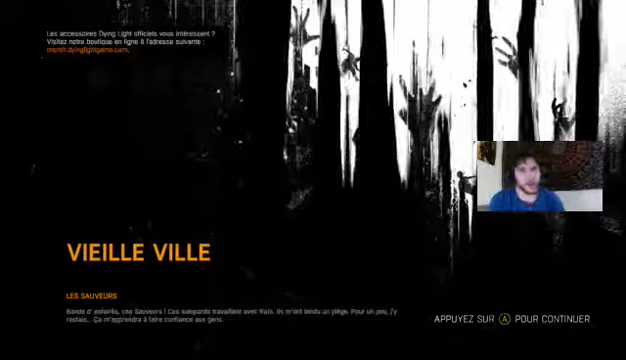 Les accessoires Dying Light officiels vous intéressent ?
Visitez notre boutique en ligne à l'adresse suivante :
merch.dyinglightgame.com.
VIEILLE VILLE
LES SAUVEURS
Bande d'enfoirés, ces Sauveurs ! Ces salopards travaillent avec Rais. Ils m'ont tendu un piège. Pour un peu, j'y
restais... Ça m'apprendra à faire confiance aux gens.
APPUYEZ SUR A POUR CONTINUER